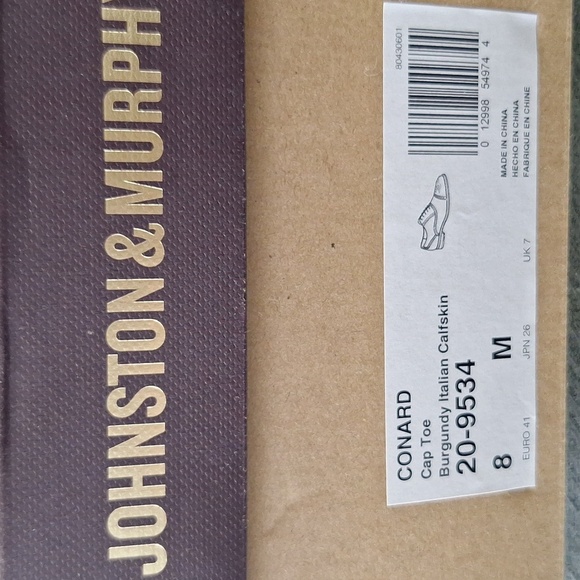 JOHNSTON & MURPHY
80430601
0 12998 54974 4
MADE IN CHINA
HECHO EN CHINA
FABRIQUE EN CHINE
CONARD
Cap Toe
Burgundy Italian Calfskin
20-9534
8 M
EURO 41 JPN 26 UK 7